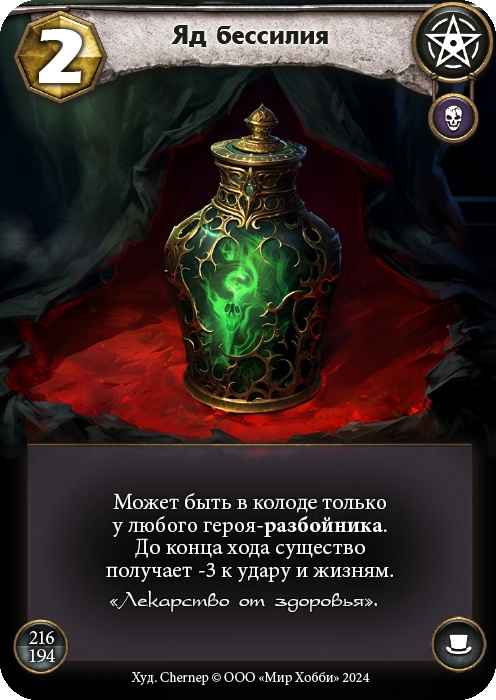 2
Яд бессилия
Может быть в колоде только
у любого героя-разбойника.
До конца хода существо
получает -3 к удару и жизням.
«Лекарство от здоровья».
216
194
Худ. Chernep © ООО «Мир Хобби» 2024